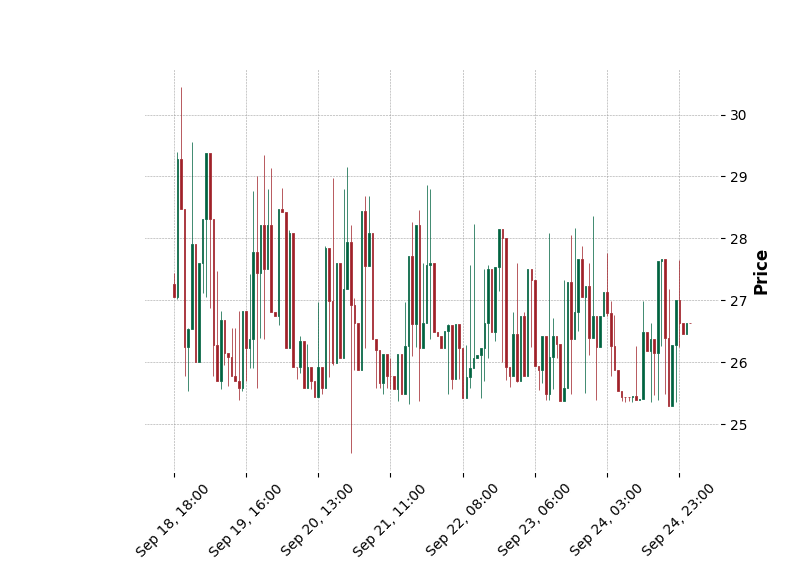 30
29
28
27
26
25
Price
Sep 18, 18:00
Sep 19, 16:00
Sep 20, 13:00
Sep 21, 11:00
Sep 22, 08:00
Sep 23, 06:00
Sep 24, 03:00
Sep 24, 23:00